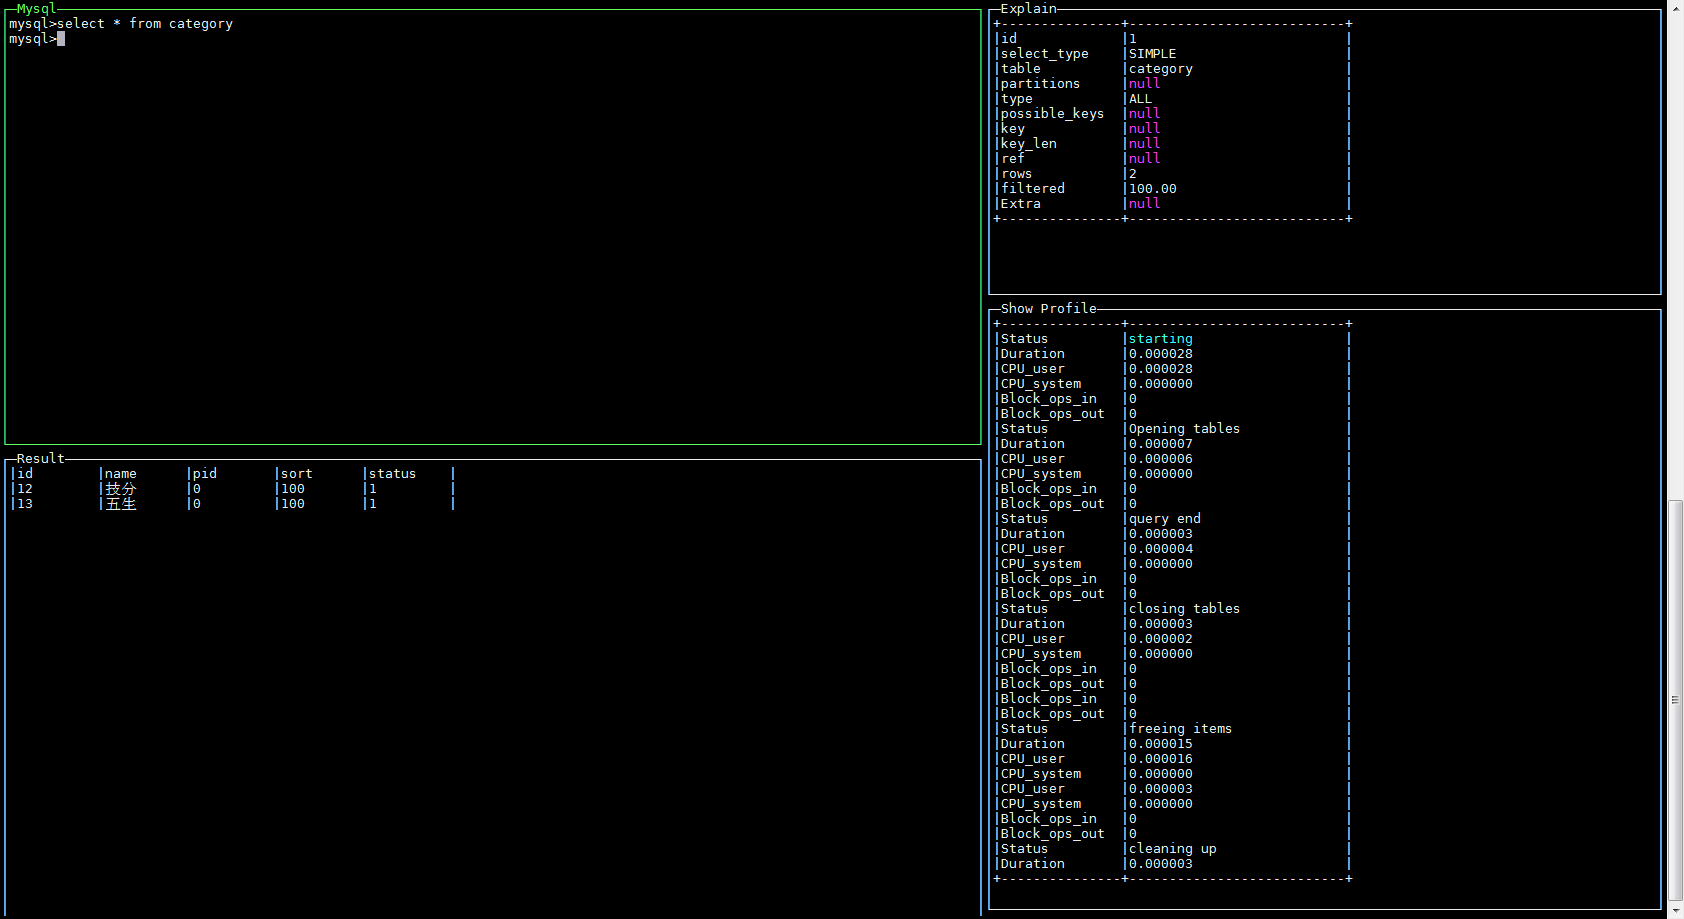 Mysql
mysql>select * from category
mysql>
Result
|id |name |pid |sort |status |
|12 |技分 |0 |100 |1 |
|13 |五生 |0 |100 |1 |
Explain
+---------------+---------------------------+
|id |1 |
|select_type |SIMPLE |
|table |category |
|partitions |null |
|type |ALL |
|possible_keys |null |
|key |null |
|key_len |null |
|ref |null |
|rows |2 |
|filtered |100.00 |
|Extra |null |
+---------------+---------------------------+
Show Profile
+---------------+---------------------------+
|Status |starting |
|Duration |0.000028 |
|CPU_user |0.000028 |
|CPU_system |0.000000 |
|Block_ops_in |0 |
|Block_ops_out |0 |
|Status |Opening tables |
|Duration |0.000007 |
|CPU_user |0.000006 |
|CPU_system |0.000000 |
|Block_ops_in |0 |
|Block_ops_out |0 |
|Status |query end |
|Duration |0.000003 |
|CPU_user |0.000004 |
|CPU_system |0.000000 |
|Block_ops_in |0 |
|Block_ops_out |0 |
|Status |closing tables |
|Duration |0.000003 |
|CPU_user |0.000002 |
|CPU_system |0.000000 |
|Block_ops_in |0 |
|Block_ops_out |0 |
|Block_ops_in |0 |
|Block_ops_out |0 |
|Status |freeing items |
|Duration |0.000015 |
|CPU_user |0.000016 |
|CPU_system |0.000000 |
|CPU_user |0.000003 |
|CPU_system |0.000000 |
|Block_ops_in |0 |
|Block_ops_out |0 |
|Status |cleaning up |
|Duration |0.000003 |
+---------------+---------------------------+